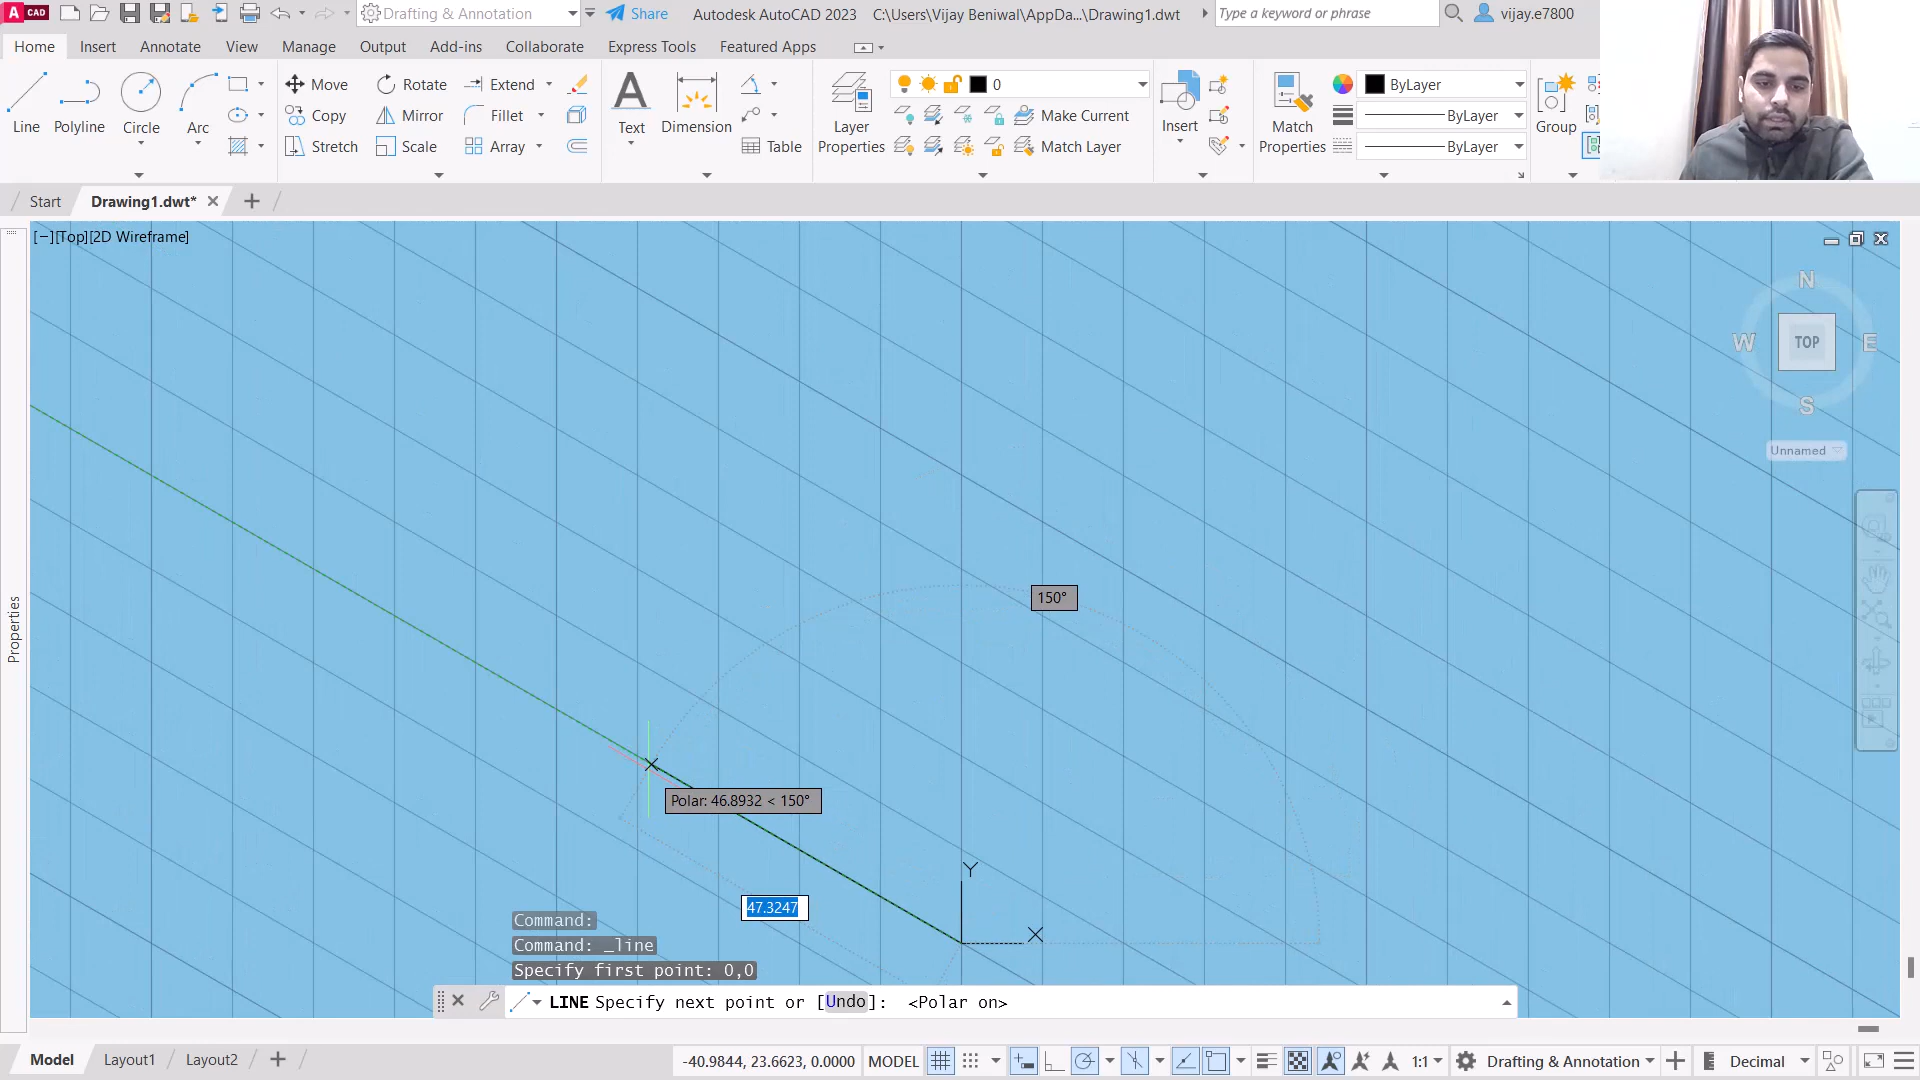 A CAD
Drafting & Annotation
Share
Autodesk AutoCAD 2023 C:\Users\Vijay Beniwal\AppDa...\Drawing1.dwt
Type a keyword or phrase
vijay.e7800
Home Insert Annotate View Manage Output Add-ins Collaborate Express Tools Featured Apps
Line
Polyline
Circle
Arc
Move
Rotate
Extend
Copy
Mirror
Fillet
Stretch
Scale
Array
A
Text
Dimension
Table
Layer
Properties
0
Make Current
Match Layer
Insert
Match
Properties
ByLayer
ByLayer
ByLayer
Group
Start
Drawing1.dwt*
[−][Top][2D Wireframe]
N
W
TOP
E
S
Unnamed
Properties
150°
Polar: 46.8932 < 150°
Y
X
47.3247
Command:
Command: _line
Specify first point: 0,0
LINE Specify next point or [Undo]: <Polar on>
Model Layout1 Layout2
-40.9844, 23.6623, 0.0000 MODEL
1:1
Drafting & Annotation
Decimal